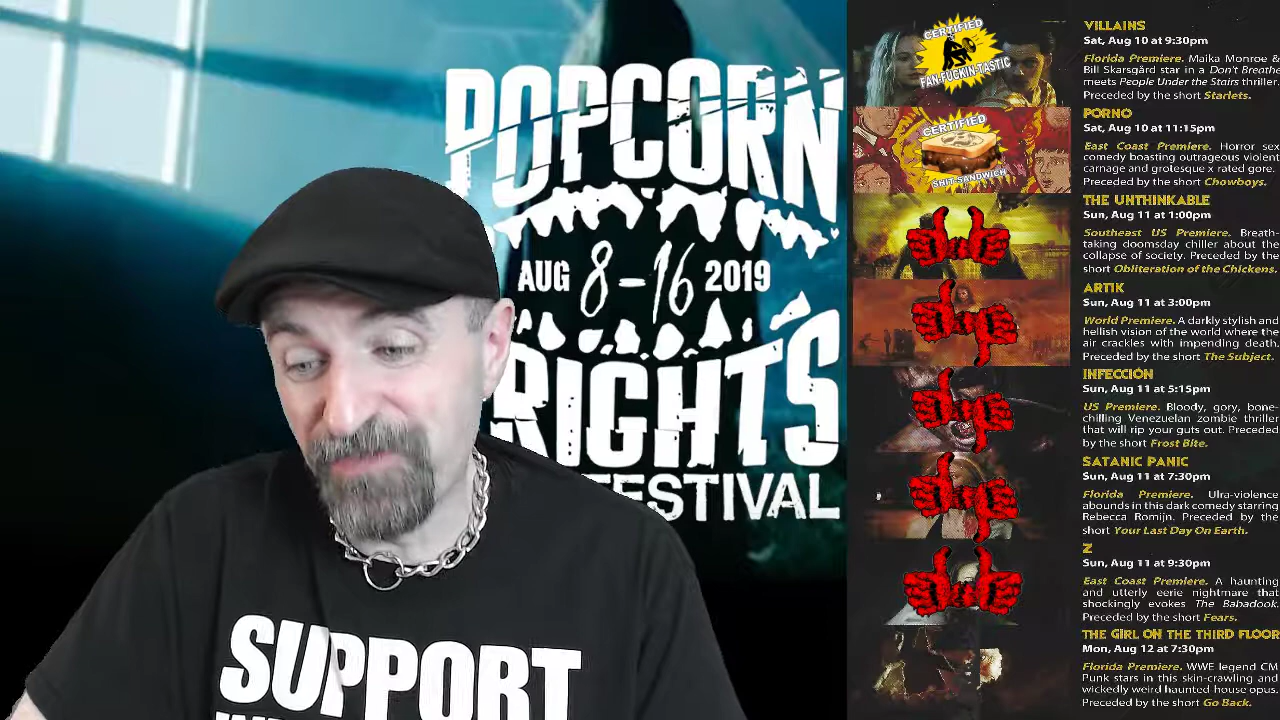 POPCORN
AUG 8-16 2019
FRIGHTS
FESTIVAL
SUPPORT
CERTIFIED
FAN-FUCKIN-TASTIC
VILLAINS
Sat, Aug 10 at 9:30pm
Florida Premiere. Maika Monroe &
Bill Skarsgård star in a Don't Breathe
meets People Under the Stairs thriller.
Preceded by the short Starlets.
CERTIFIED
SHIT-SANDWICH
PORNO
Sat, Aug 10 at 11:15pm
East Coast Premiere. Horror sex
comedy boasting outrageous violent
carnage and grotesque x rated gore.
Preceded by the short Chowboys.
THE UNTHINKABLE
Sun, Aug 11 at 1:00pm
Southeast US Premiere. Breath-
taking doomsday chiller about the
collapse of society. Preceded by the
short Obliteration of the Chickens
ARTIK
Sun, Aug 11 at 3:00pm
World Premiere. A darkly stylish and
hellish vision of the world where the
air crackles with impending death.
Preceded by the short The Subject.
INFECCIÓN
Sun, Aug 11 at 5:15pm
US Premiere. Bloody, gory, bone-
chilling Venezuelan zombie thriller
that will rip your guts out. Preceded
by the short Frost Bite.
SATANIC PANIC
Sun, Aug 11 at 7:30pm
Florida Premiere. Ulra-violence
abounds in this dark comedy starring
Rebecca Romijn. Preceded by the
short Your Last Day On Earth.
Z
Sun, Aug 11 at 9:30pm
East Coast Premiere. A haunting
and utterly eerie nightmare that
shockingly evokes The Babadook.
Preceded by the short Fears.
THE GIRL ON THE THIRD FLOOR
Mon, Aug 12 at 7:30pm
Florida Premiere. WWE legend CM
Punk stars in this skin-crawling and
wickedly weird haunted house opus.
Preceded by the short Go Back.